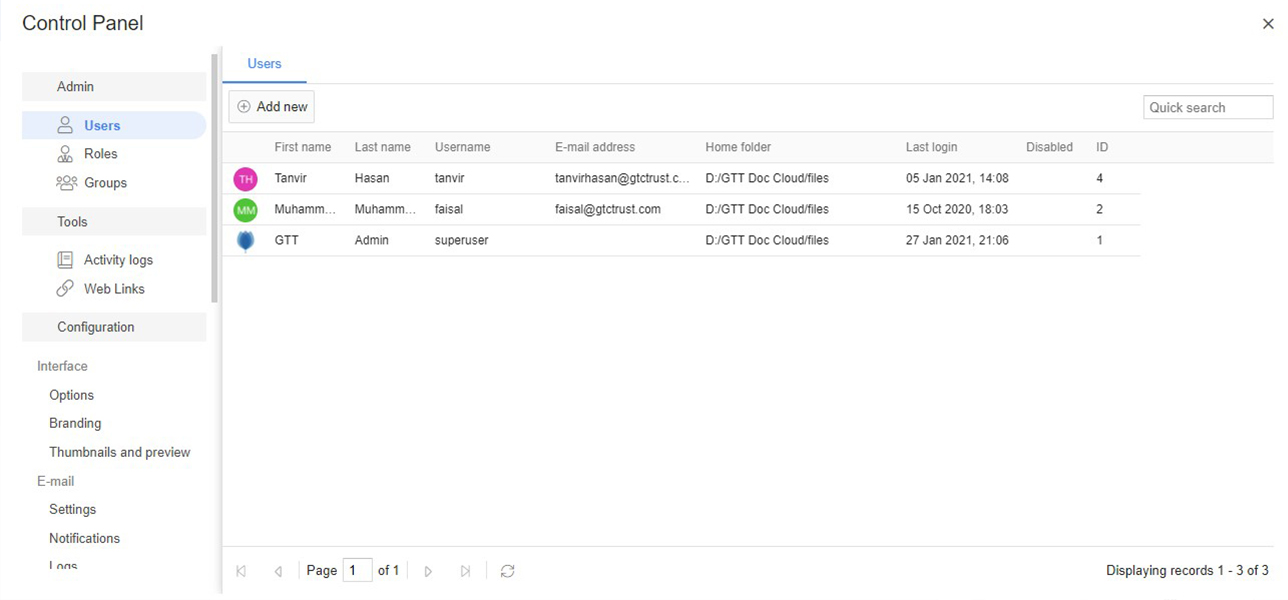 Control Panel
Admin
Users
Roles
Groups
Tools
Activity logs
Web Links
Configuration
Interface
Options
Branding
Thumbnails and preview
E-mail
Settings
Notifications
Logs
Users
Add new
Quick search
First name Last name Username E-mail address Home folder Last login Disabled ID
TH Tanvir Hasan tanvir tanvirhasan@gtctrust.c... D:/GTT Doc Cloud/files 05 Jan 2021, 14:08 4
MM Muhamm... Muhamm... faisal faisal@gtctrust.com D:/GTT Doc Cloud/files 15 Oct 2020, 18:03 2
GTT Admin superuser D:/GTT Doc Cloud/files 27 Jan 2021, 21:06 1
Page 1 of 1
Displaying records 1 - 3 of 3